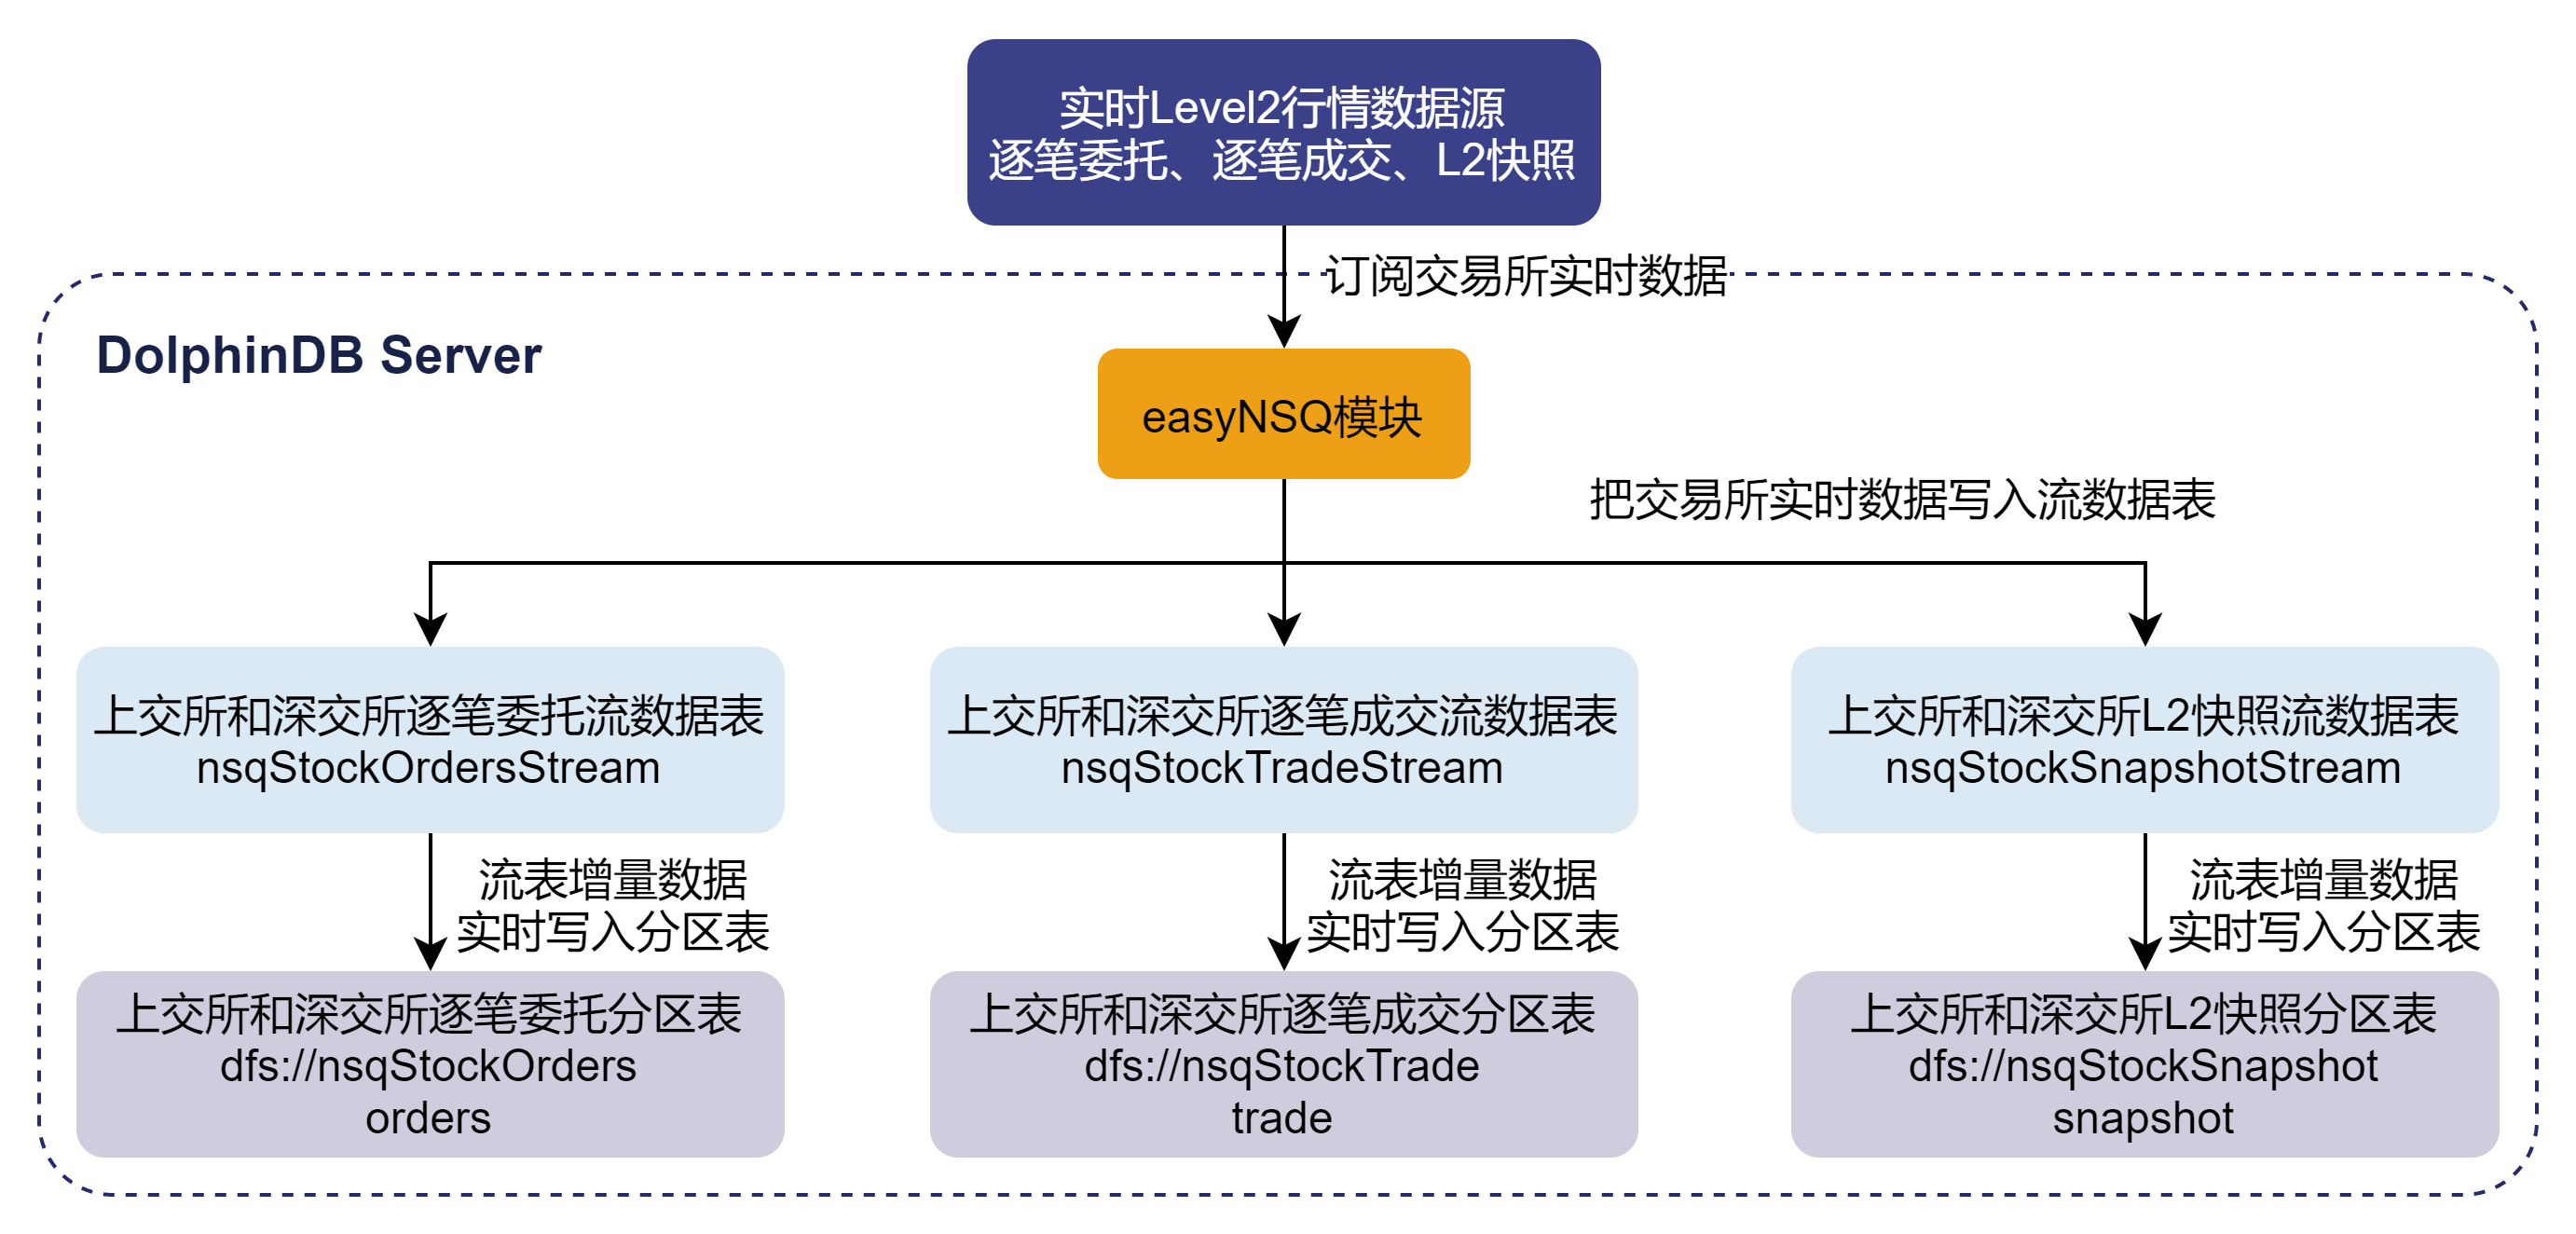 实时Level2行情数据源
逐笔委托、逐笔成交、L2快照
订阅交易所实时数据
DolphinDB Server
easyNSQ模块
把交易所实时数据写入流数据表
上交所和深交所逐笔委托流数据表
nsqStockOrdersStream
上交所和深交所逐笔成交流数据表
nsqStockTradeStream
上交所和深交所L2快照流数据表
nsqStockSnapshotStream
流表增量数据
实时写入分区表
流表增量数据
实时写入分区表
流表增量数据
实时写入分区表
上交所和深交所逐笔委托分区表
dfs://nsqStockOrders
orders
上交所和深交所逐笔成交分区表
dfs://nsqStockTrade
trade
上交所和深交所L2快照分区表
dfs://nsqStockSnapshot
snapshot